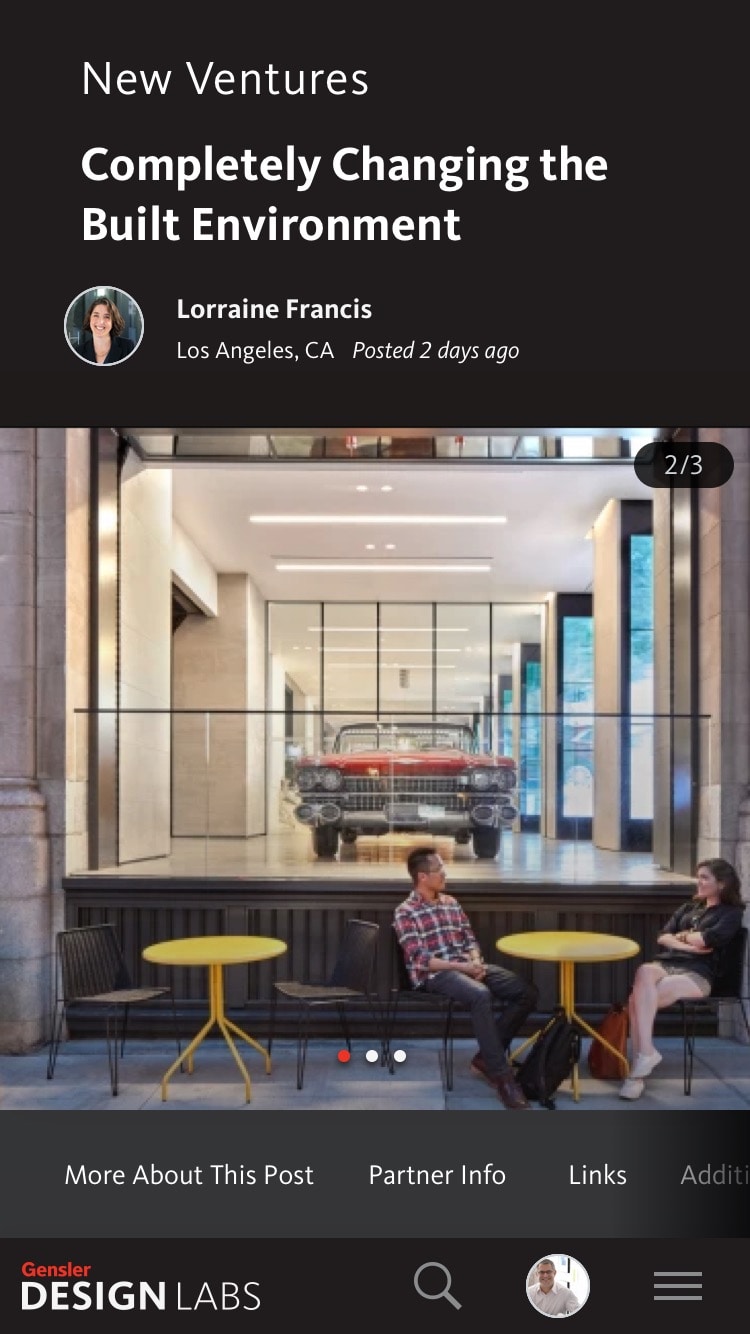 New Ventures
Completely Changing the
Built Environment
Lorraine Francis
Los Angeles, CA Posted 2 days ago
2/3
More About This Post Partner Info Links Additi
Gensler
DESIGN LABS